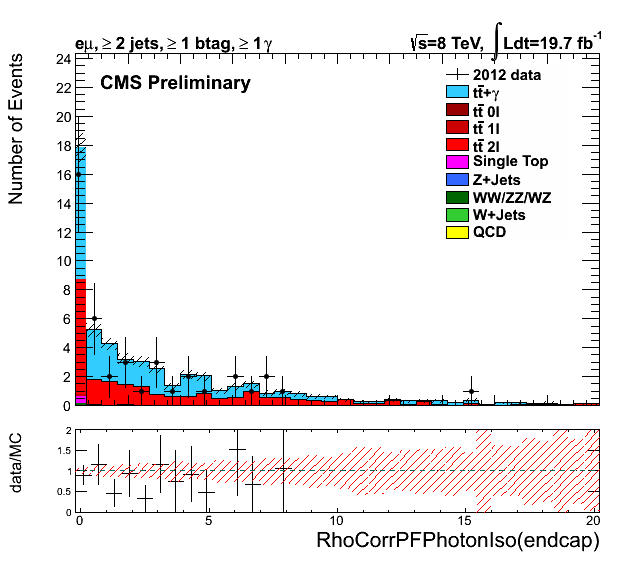 eμ, ≥ 2 jets, ≥ 1 btag, ≥ 1γ
√s=8 TeV, ∫ Ldt=19.7 fb⁻¹
CMS Preliminary
Number of Events
24
22
20
18
16
14
12
10
8
6
4
2
0
2012 data
tt̄+γ
tt̄ 0l
tt̄ 1l
tt̄ 2l
Single Top
Z+Jets
WW/ZZ/WZ
W+Jets
QCD
data/MC
2
1.5
1
0.5
0
0 5 10 15 20
RhoCorrPFPhotonIso(endcap)